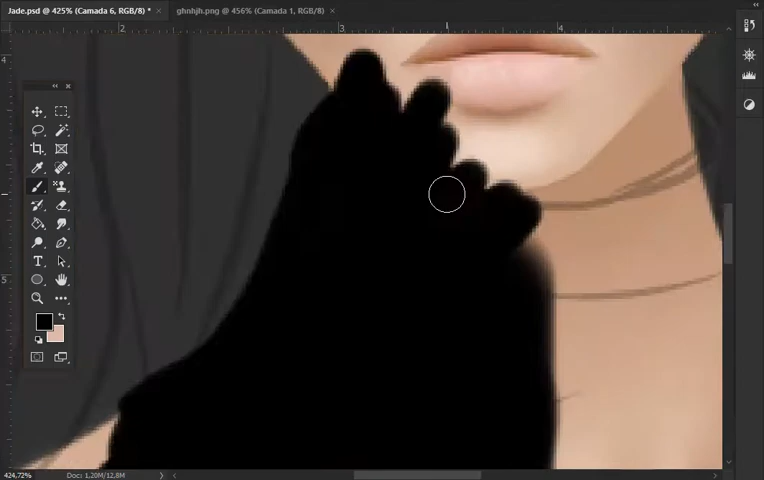 Jade.psd @ 425% (Camada 6, RGB/8) * ×
ghnhjh.png @ 456% (Camada 1, RGB/8) ×
2 3 4
4
5
424,72% Doc: 1,20M/12,8M